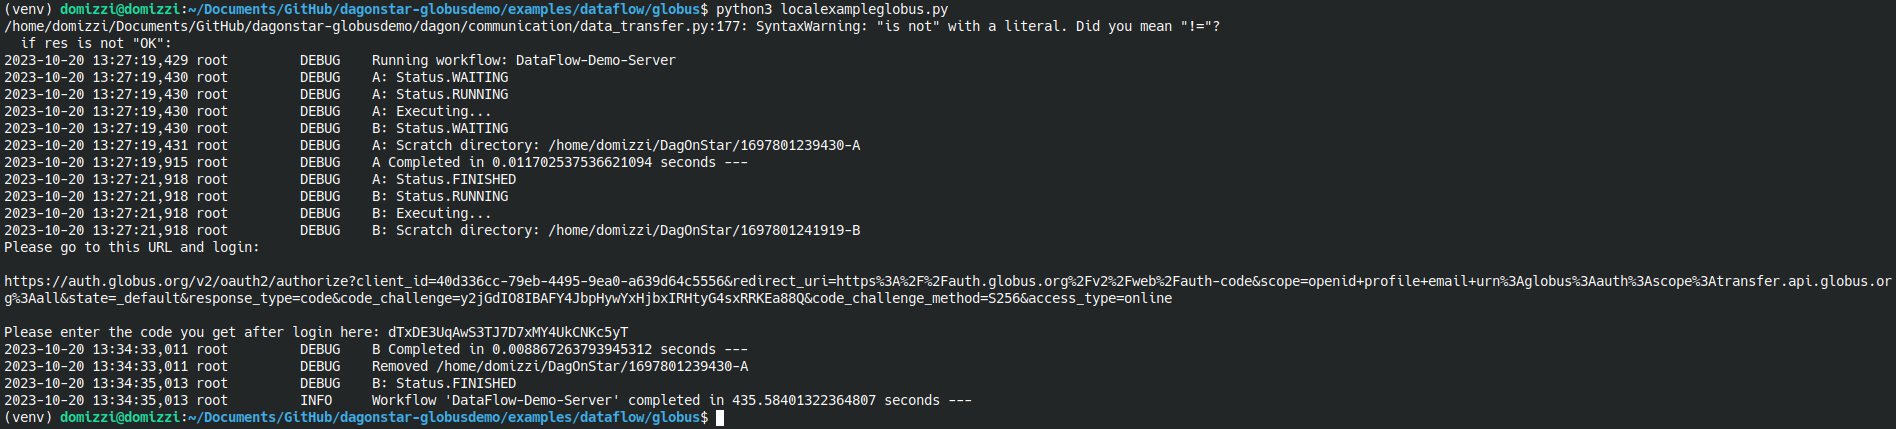 (venv) domizzi@domizzi:~/Documents/GitHub/dagonstar-globusdemo/examples/dataflow/globus$ python3 localexampleglobus.py
/home/domizzi/Documents/GitHub/dagonstar-globusdemo/dagon/communication/data_transfer.py:177: SyntaxWarning: "is not" with a literal. Did you mean "!="?
  if res is not "OK":
2023-10-20 13:27:19,429 root         DEBUG    Running workflow: DataFlow-Demo-Server
2023-10-20 13:27:19,430 root         DEBUG    A: Status.WAITING
2023-10-20 13:27:19,430 root         DEBUG    A: Status.RUNNING
2023-10-20 13:27:19,430 root         DEBUG    A: Executing...
2023-10-20 13:27:19,430 root         DEBUG    B: Status.WAITING
2023-10-20 13:27:19,431 root         DEBUG    A: Scratch directory: /home/domizzi/DagOnStar/1697801239430-A
2023-10-20 13:27:19,915 root         DEBUG    A Completed in 0.011702537536621094 seconds ---
2023-10-20 13:27:21,918 root         DEBUG    A: Status.FINISHED
2023-10-20 13:27:21,918 root         DEBUG    B: Status.RUNNING
2023-10-20 13:27:21,918 root         DEBUG    B: Executing...
2023-10-20 13:27:21,918 root         DEBUG    B: Scratch directory: /home/domizzi/DagOnStar/1697801241919-B
Please go to this URL and login:
https://auth.globus.org/v2/oauth2/authorize?client_id=40d336cc-79eb-4495-9ea0-a639d64c5556&redirect_uri=https%3A%2F%2Fauth.globus.org%2Fv2%2Fweb%2Fauth-code&scope=openid+profile+email+urn%3Aglobus%3Aauth%3Ascope%3Atransfer.api.globus.or
g%3Aall&state=_default&response_type=code&code_challenge=y2jGdIO8IBAFY4JbpHywYxHjbxIRHtyG4sxRRKEa88Q&code_challenge_method=S256&access_type=online
Please enter the code you get after login here: dTxDE3UqAwS3TJ7D7xMY4UkCNKc5yT
2023-10-20 13:34:33,011 root         DEBUG    B Completed in 0.008867263793945312 seconds ---
2023-10-20 13:34:33,011 root         DEBUG    Removed /home/domizzi/DagOnStar/1697801239430-A
2023-10-20 13:34:35,013 root         DEBUG    B: Status.FINISHED
2023-10-20 13:34:35,013 root         INFO     Workflow 'DataFlow-Demo-Server' completed in 435.58401322364807 seconds ---
(venv) domizzi@domizzi:~/Documents/GitHub/dagonstar-globusdemo/examples/dataflow/globus$